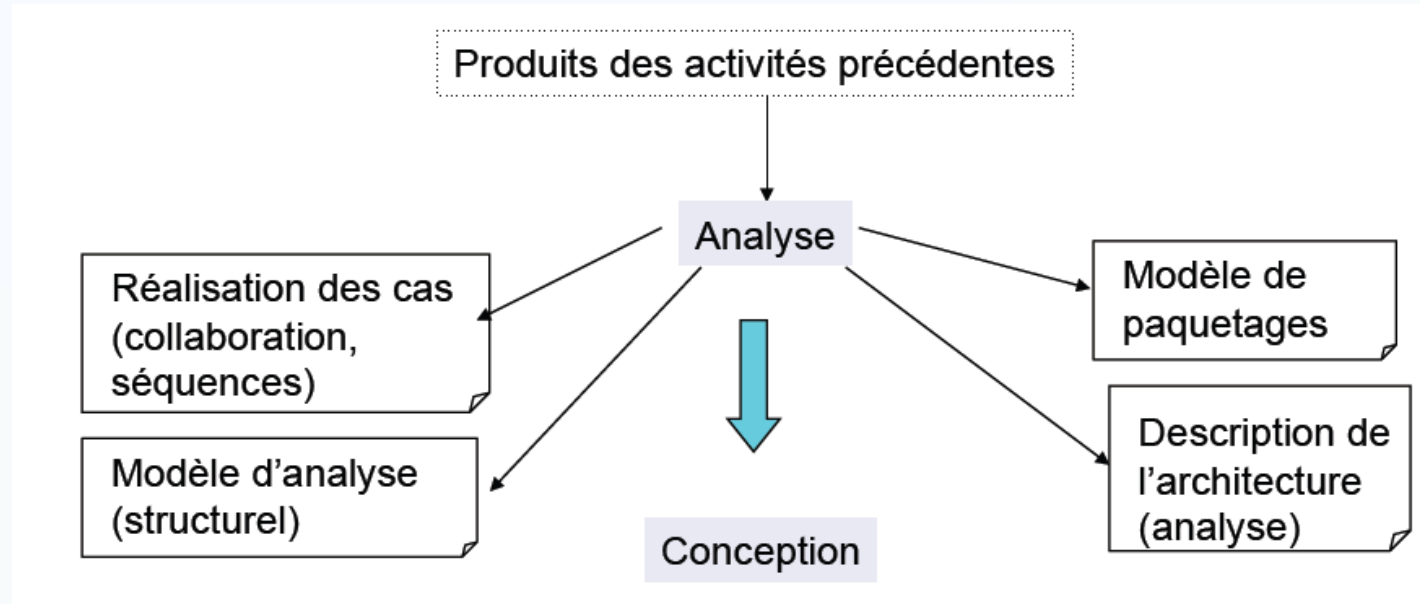 Produits des activités précédentes
Analyse
Réalisation des cas
(collaboration,
séquences)
Modèle d’analyse
(structurel)
Modèle de
paquetages
Description de
l’architecture
(analyse)
Conception